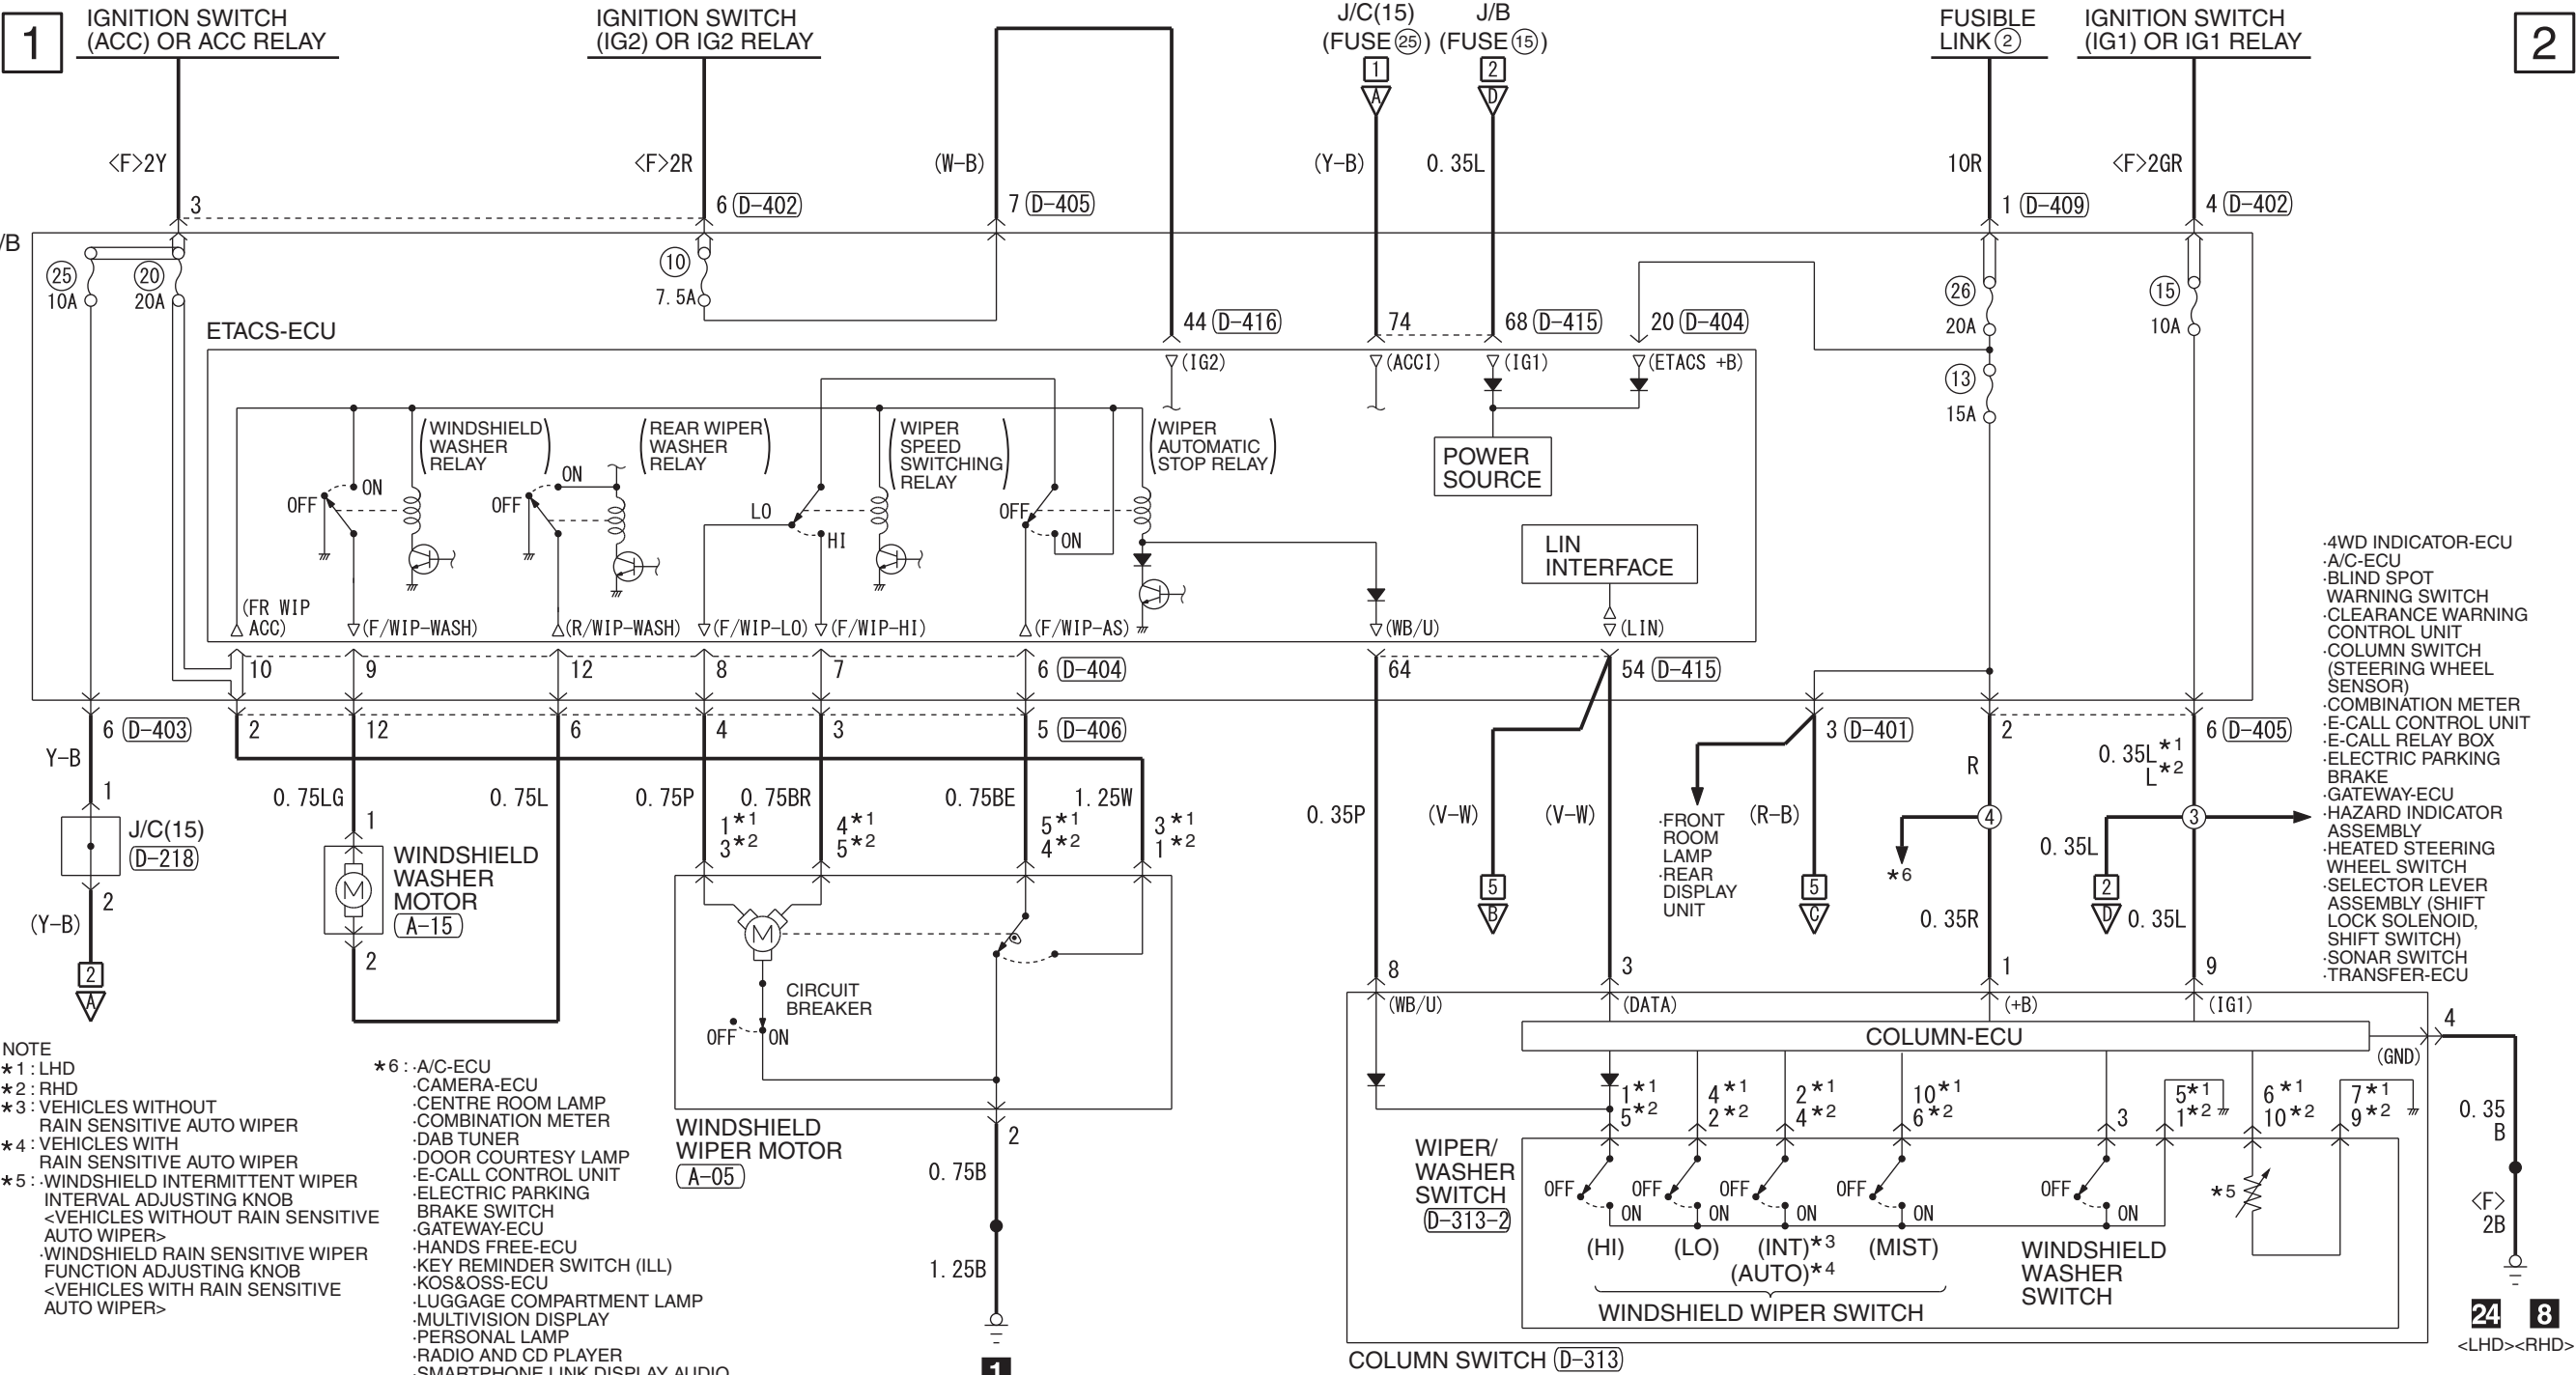 1
IGNITION SWITCH
(ACC) OR ACC RELAY
IGNITION SWITCH
(IG2) OR IG2 RELAY
J/C(15)
(FUSE 25)
J/B
(FUSE 15)
FUSIBLE
LINK 2
IGNITION SWITCH
(IG1) OR IG1 RELAY
2
1
A
2
D
<F>2Y
<F>2R
(W-B)
(Y-B)
0.35L
10R
<F>2GR
3
6 (D-402)
7 (D-405)
1 (D-409)
4 (D-402)
/B
25
10A
20
20A
10
7.5A
26
20A
15
10A
13
15A
ETACS-ECU
44 (D-416)
74
68 (D-415)
20 (D-404)
(IG2)
(ACCI)
(IG1)
(ETACS +B)
(WINDSHIELD
WASHER
RELAY)
(REAR WIPER
WASHER
RELAY)
(WIPER
SPEED
SWITCHING
RELAY)
(WIPER
AUTOMATIC
STOP RELAY)
POWER
SOURCE
OFF
ON
OFF
ON
LO
HI
OFF
ON
LIN
INTERFACE
(FR WIP
ACC)
(F/WIP-WASH)
(R/WIP-WASH)
(F/WIP-LO)
(F/WIP-HI)
(F/WIP-AS)
(WB/U)
(LIN)
10
9
12
8
7
6 (D-404)
64
54 (D-415)
6 (D-403)
2
12
6
4
3
5 (D-406)
3 (D-401)
2
6 (D-405)
Y-B
0.75LG
0.75L
0.75P
0.75BR
0.75BE
1.25W
0.35P
(V-W)
(V-W)
(R-B)
R
0.35L*1
L*2
1
J/C(15)
(D-218)
2
(Y-B)
2
A
1
WINDSHIELD
WASHER
MOTOR
(A-15)
M
2
1*1
3*2
4*1
5*2
5*1
4*2
3*1
1*2
M
CIRCUIT
BREAKER
OFF
ON
WINDSHIELD
WIPER MOTOR
(A-05)
2
0.75B
1.25B
1
5
B
·FRONT
ROOM
LAMP
·REAR
DISPLAY
UNIT
5
C
4
*6
0.35R
3
0.35L
2
D
0.35L
·4WD INDICATOR-ECU
·A/C-ECU
·BLIND SPOT
WARNING SWITCH
·CLEARANCE WARNING
CONTROL UNIT
·COLUMN SWITCH
(STEERING WHEEL
SENSOR)
·COMBINATION METER
·E-CALL CONTROL UNIT
·E-CALL RELAY BOX
·ELECTRIC PARKING
BRAKE
·GATEWAY-ECU
·HAZARD INDICATOR
ASSEMBLY
·HEATED STEERING
WHEEL SWITCH
·SELECTOR LEVER
ASSEMBLY (SHIFT
LOCK SOLENOID,
SHIFT SWITCH)
·SONAR SWITCH
·TRANSFER-ECU
8
3
1
9
(WB/U)
(DATA)
(+B)
(IG1)
COLUMN-ECU
4
(GND)
1*1
5*2
4*1
2*2
2*1
4*2
10*1
6*2
3
5*1
1*2
6*1
10*2
7*1
9*2
0.35
B
<F>
2B
WIPER/
WASHER
SWITCH
(D-313-2)
OFF
ON
OFF
ON
OFF
ON
OFF
ON
OFF
ON
*5
(HI)
(LO)
(INT)*3
(AUTO)*4
(MIST)
WINDSHIELD
WASHER
SWITCH
WINDSHIELD WIPER SWITCH
COLUMN SWITCH (D-313)
24
8
<LHD><RHD>
NOTE
*1 : LHD
*2 : RHD
*3 : VEHICLES WITHOUT
RAIN SENSITIVE AUTO WIPER
*4 : VEHICLES WITH
RAIN SENSITIVE AUTO WIPER
*5 : ·WINDSHIELD INTERMITTENT WIPER
INTERVAL ADJUSTING KNOB
<VEHICLES WITHOUT RAIN SENSITIVE
AUTO WIPER>
·WINDSHIELD RAIN SENSITIVE WIPER
FUNCTION ADJUSTING KNOB
<VEHICLES WITH RAIN SENSITIVE
AUTO WIPER>
*6 : ·A/C-ECU
·CAMERA-ECU
·CENTRE ROOM LAMP
·COMBINATION METER
·DAB TUNER
·DOOR COURTESY LAMP
·E-CALL CONTROL UNIT
·ELECTRIC PARKING
BRAKE SWITCH
·GATEWAY-ECU
·HANDS FREE-ECU
·KEY REMINDER SWITCH (ILL)
·KOS&OSS-ECU
·LUGGAGE COMPARTMENT LAMP
·MULTIVISION DISPLAY
·PERSONAL LAMP
·RADIO AND CD PLAYER
·SMARTPHONE LINK DISPLAY AUDIO